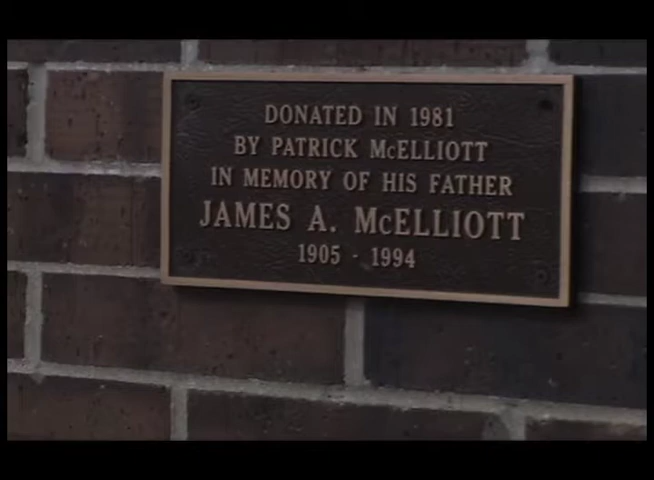 DONATED IN 1981
BY PATRICK McELLIOTT
IN MEMORY OF HIS FATHER
JAMES A. McELLIOTT
1905 - 1994